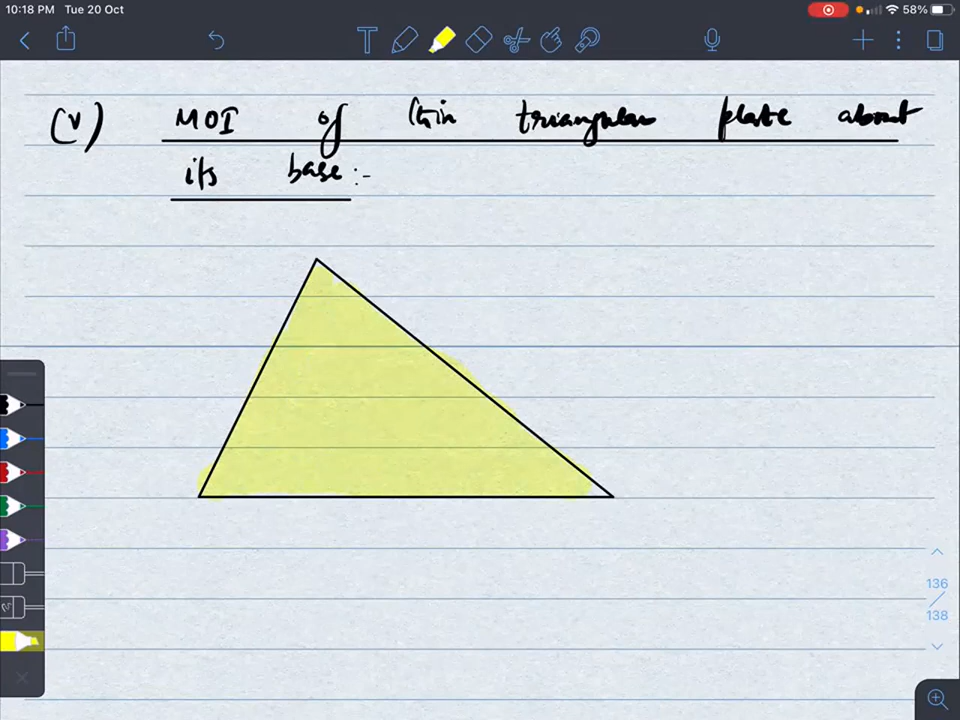 10:18 PM Tue 20 Oct 58%
(v) MOI of thin triangular plate about
its base :-
136
138